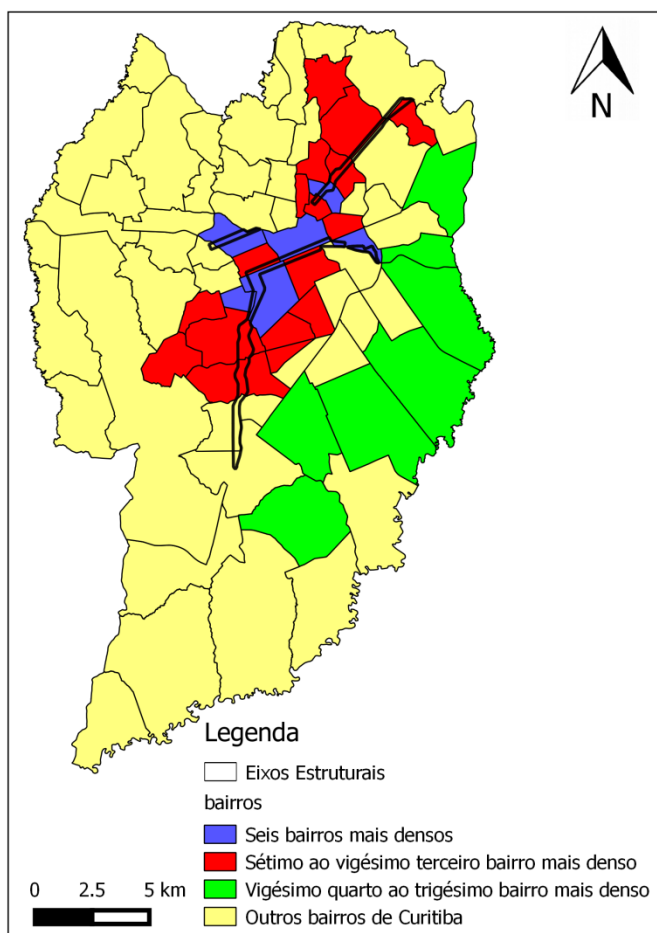 N
Legenda
Eixos Estruturais
bairros
Seis bairros mais densos
Sétimo ao vigésimo terceiro bairro mais denso
Vigésimo quarto ao trigésimo bairro mais denso
Outros bairros de Curitiba
0 2.5 5 km